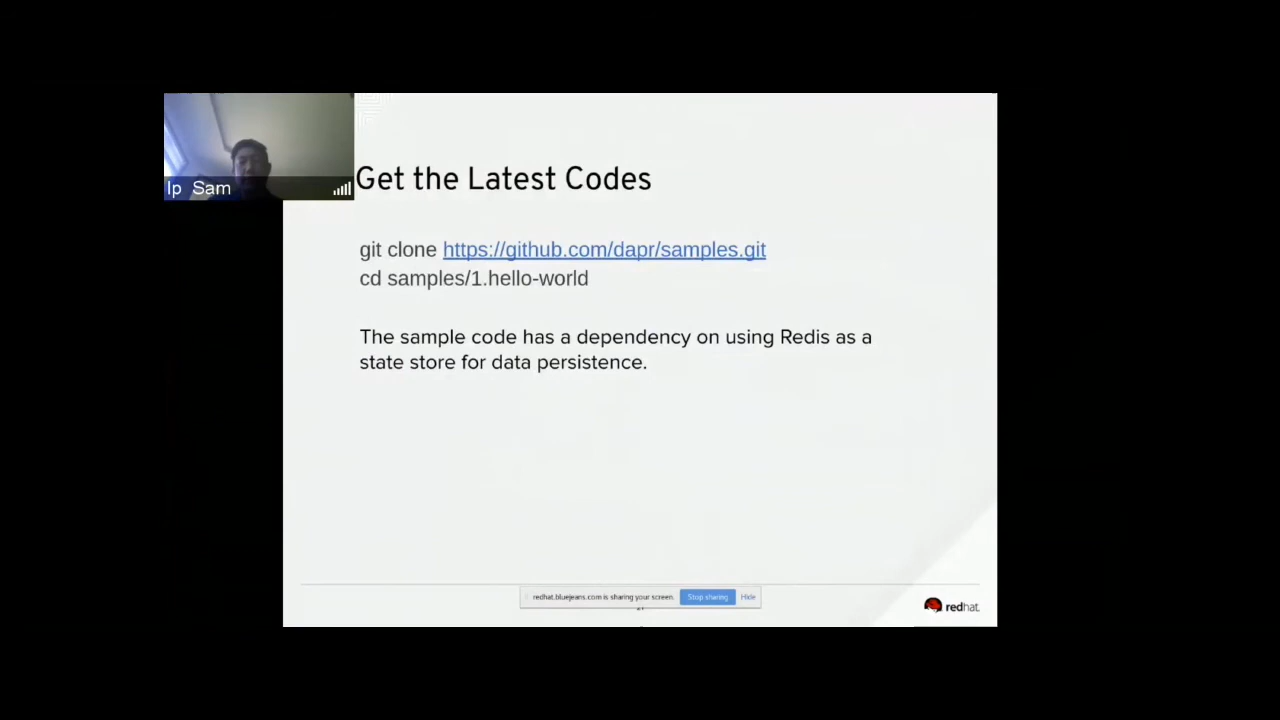 Ip Sam
Get the Latest Codes
git clone https://github.com/dapr/samples.git
cd samples/1.hello-world
The sample code has a dependency on using Redis as a
state store for data persistence.
redhat.bluejeans.com is sharing your screen. Stop sharing Hide
redhat.